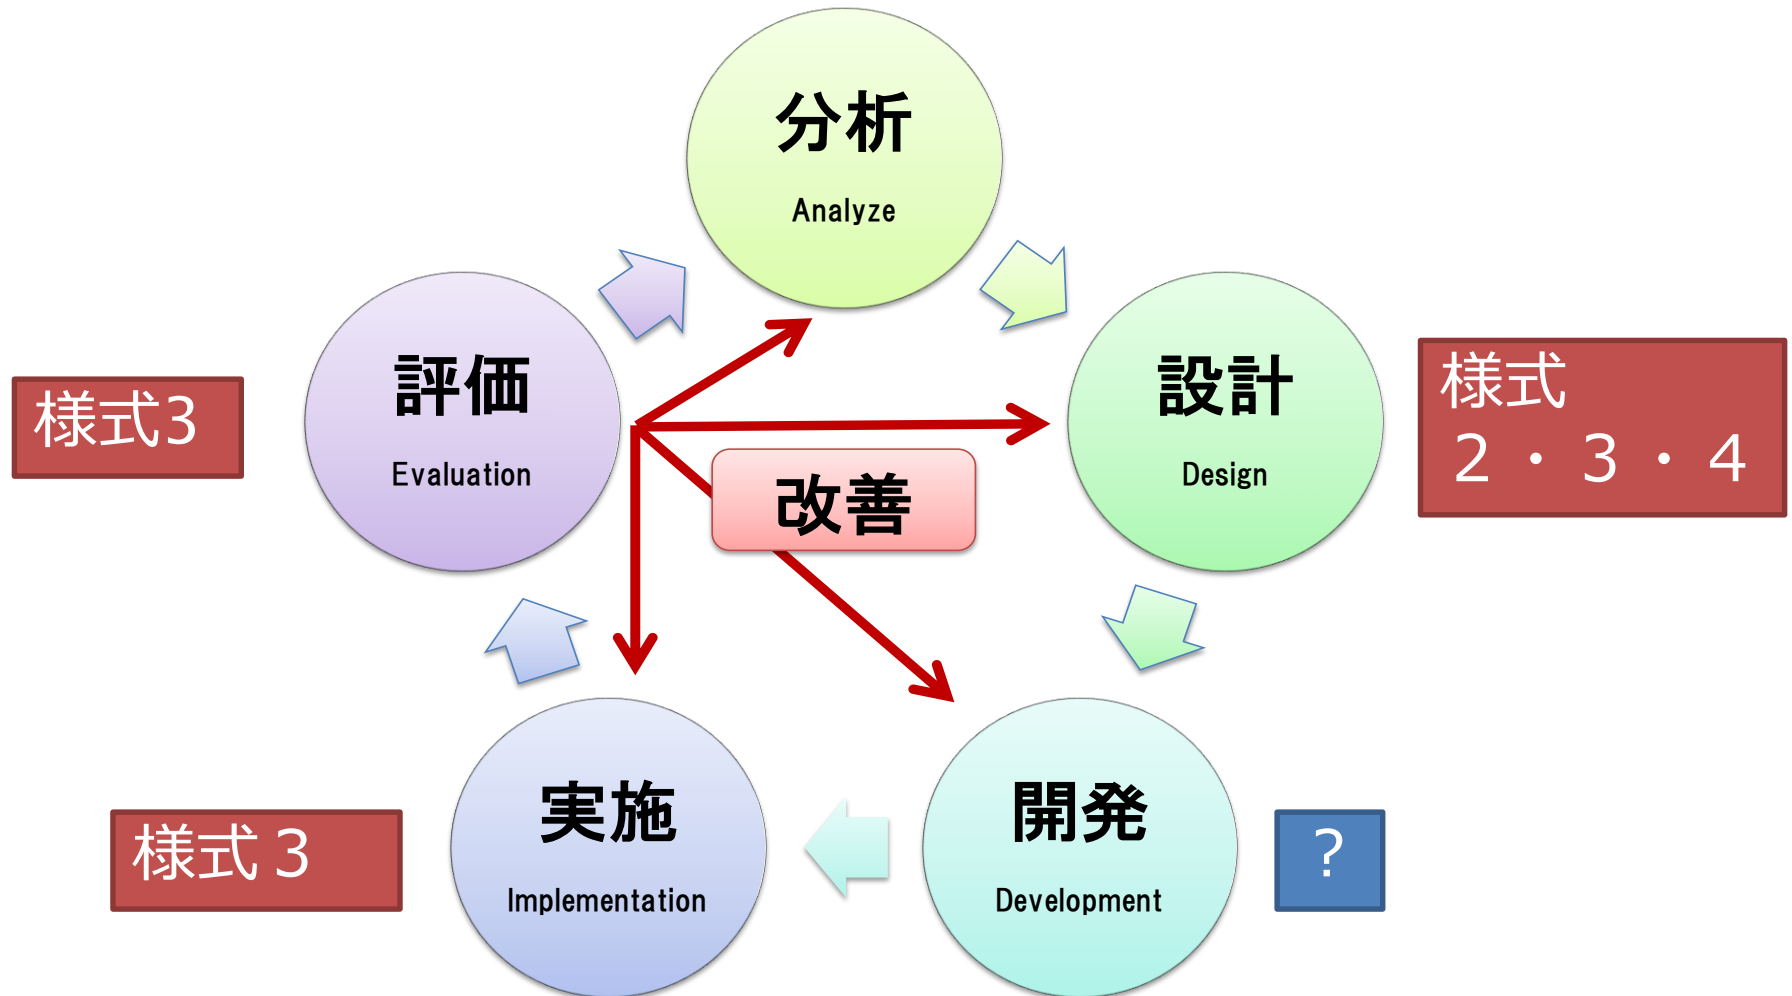 分析
Analyze
評価
Evaluation
設計
Design
様式3
様式
２・３・４
改善
実施
Implementation
開発
Development
様式３
？